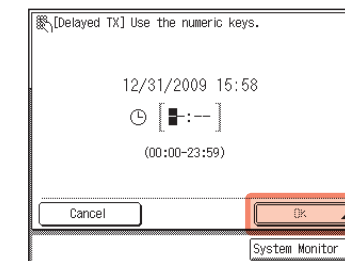 [Delayed TX] Use the numeric keys.
12/31/2009 15:58
[--:--]
(00:00-23:59)
Cancel
OK
System Monitor